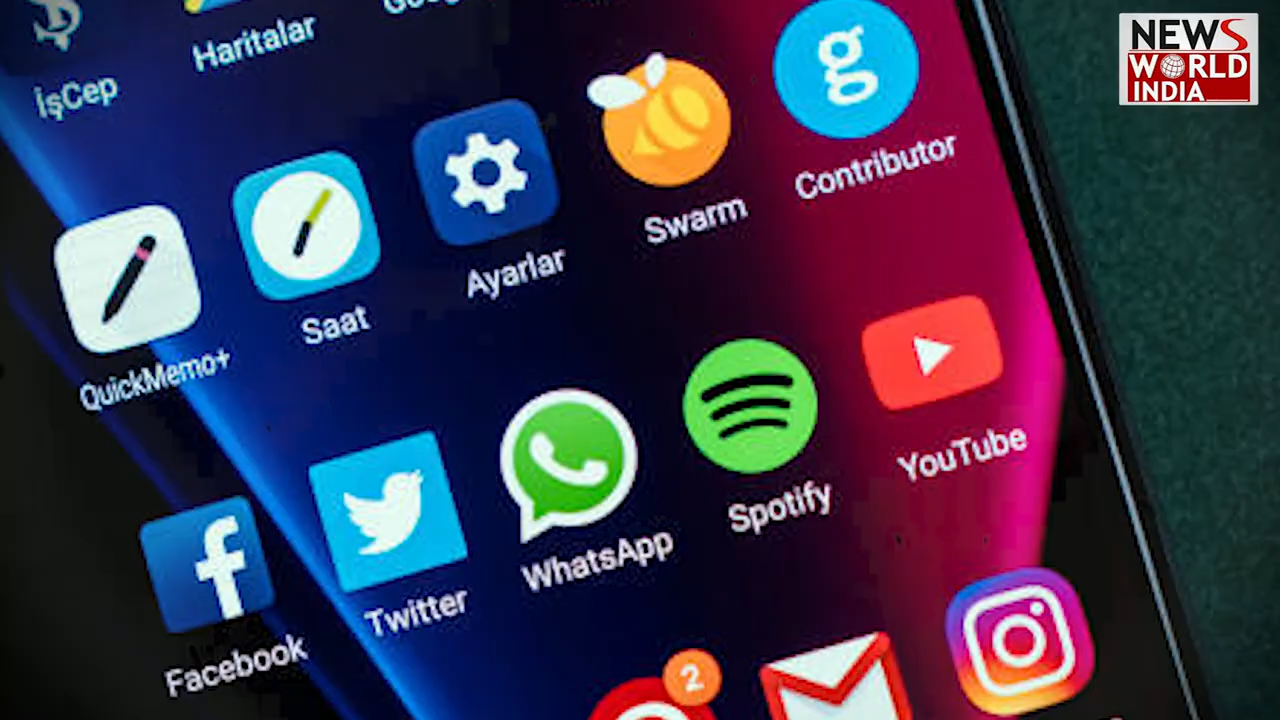 İşCep
Haritalar
QuickMemo+
Saat
Ayarlar
Swarm
g
Contributor
f
Facebook
Twitter
WhatsApp
Spotify
YouTube
2
NEWS
WORLD
INDIA